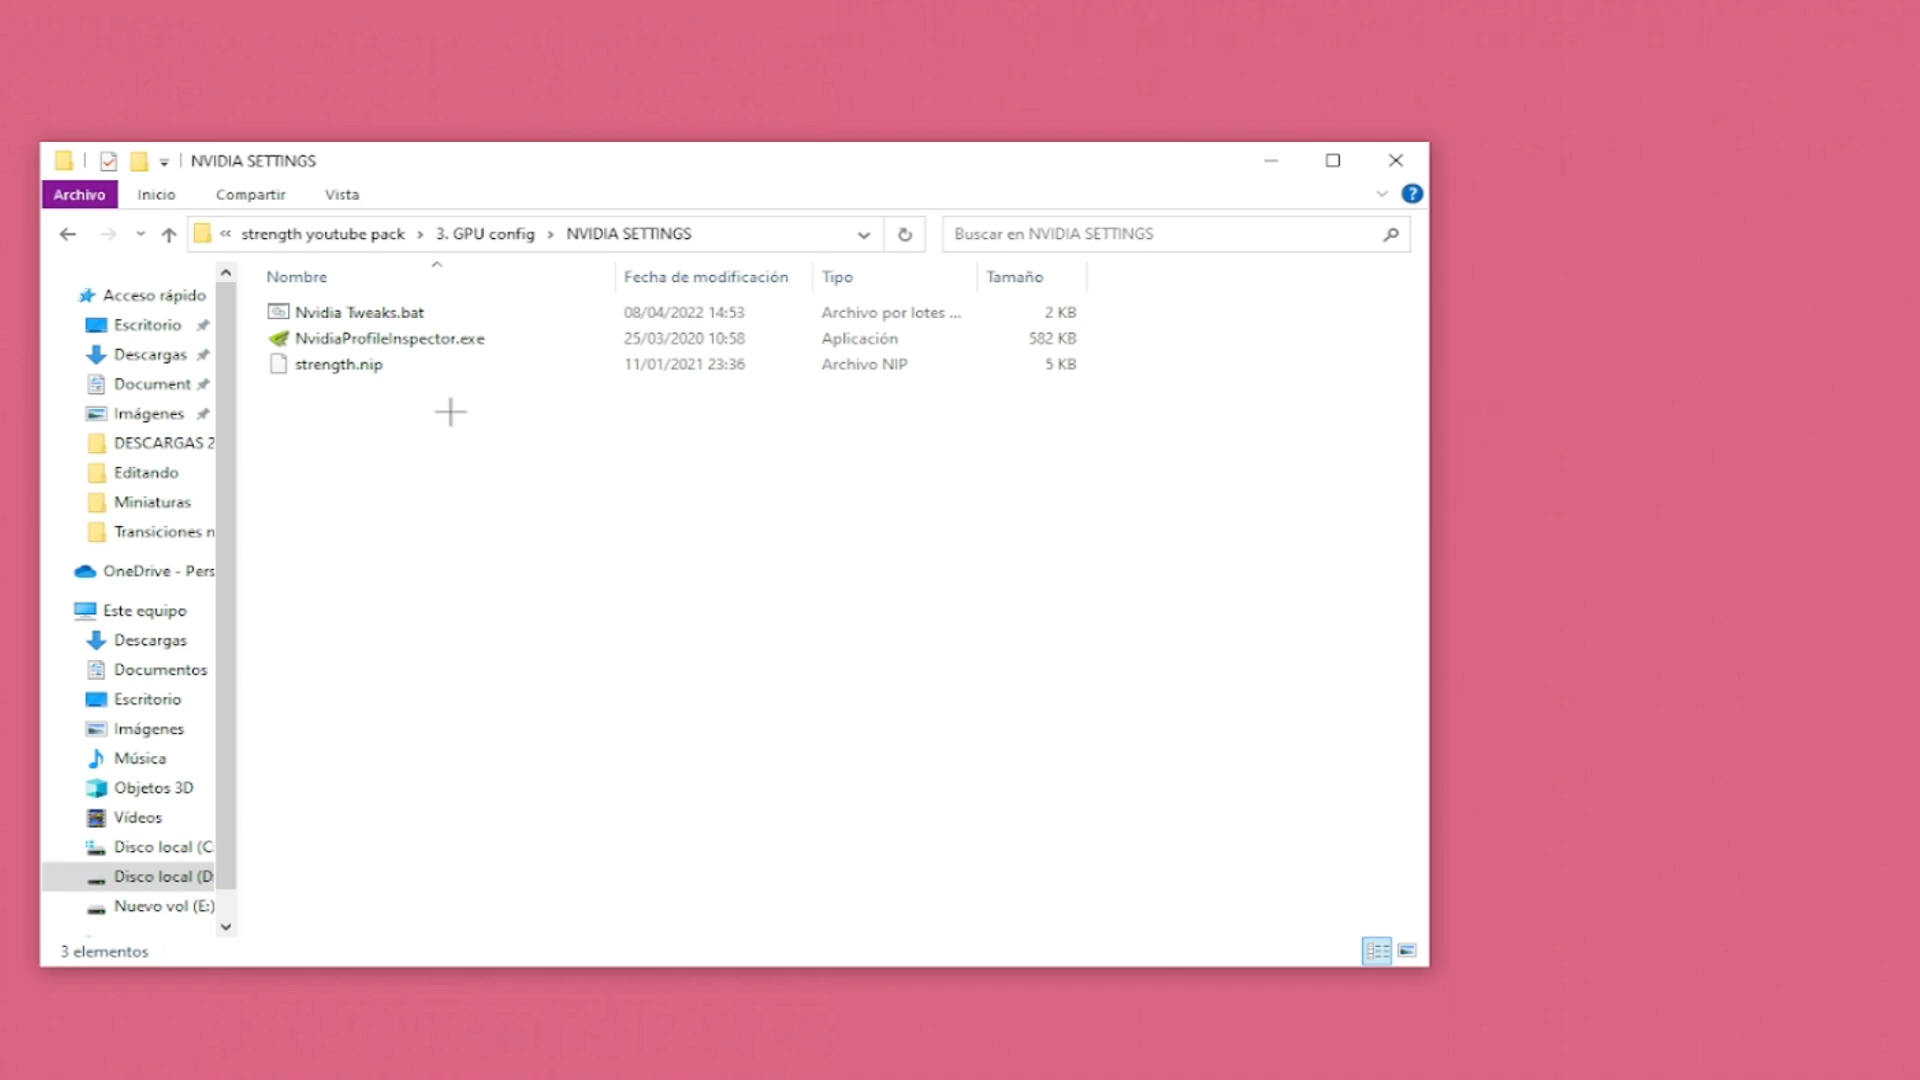 NVIDIA SETTINGS
Archivo Inicio Compartir Vista
« strength youtube pack › 3. GPU config › NVIDIA SETTINGS Buscar en NVIDIA SETTINGS
Nombre Fecha de modificación Tipo Tamaño
Nvidia Tweaks.bat 08/04/2022 14:53 Archivo por lotes ... 2 KB
NvidiaProfileInspector.exe 25/03/2020 10:58 Aplicación 582 KB
strength.nip 11/01/2021 23:36 Archivo NIP 5 KB
Acceso rápido
Escritorio
Descargas
Document
Imágenes
DESCARGAS 2
Editando
Miniaturas
Transiciones n
OneDrive - Pers
Este equipo
Descargas
Documentos
Escritorio
Imágenes
Música
Objetos 3D
Vídeos
Disco local (C:
Disco local (D
Nuevo vol (E:)
3 elementos